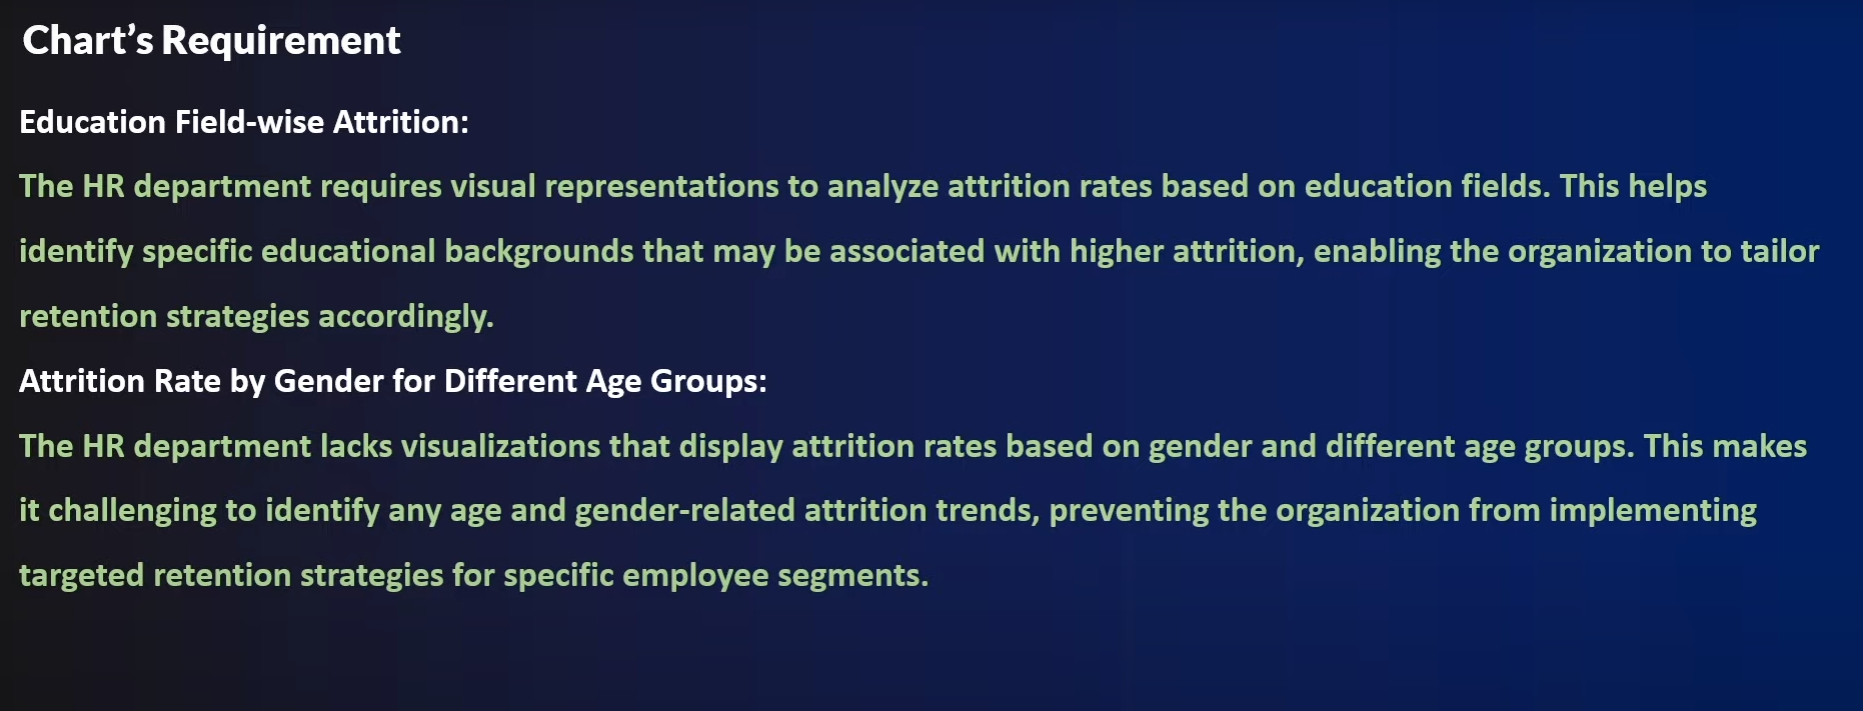 Chart’s Requirement
Education Field-wise Attrition:
The HR department requires visual representations to analyze attrition rates based on education fields. This helps
identify specific educational backgrounds that may be associated with higher attrition, enabling the organization to tailor
retention strategies accordingly.
Attrition Rate by Gender for Different Age Groups:
The HR department lacks visualizations that display attrition rates based on gender and different age groups. This makes
it challenging to identify any age and gender-related attrition trends, preventing the organization from implementing
targeted retention strategies for specific employee segments.